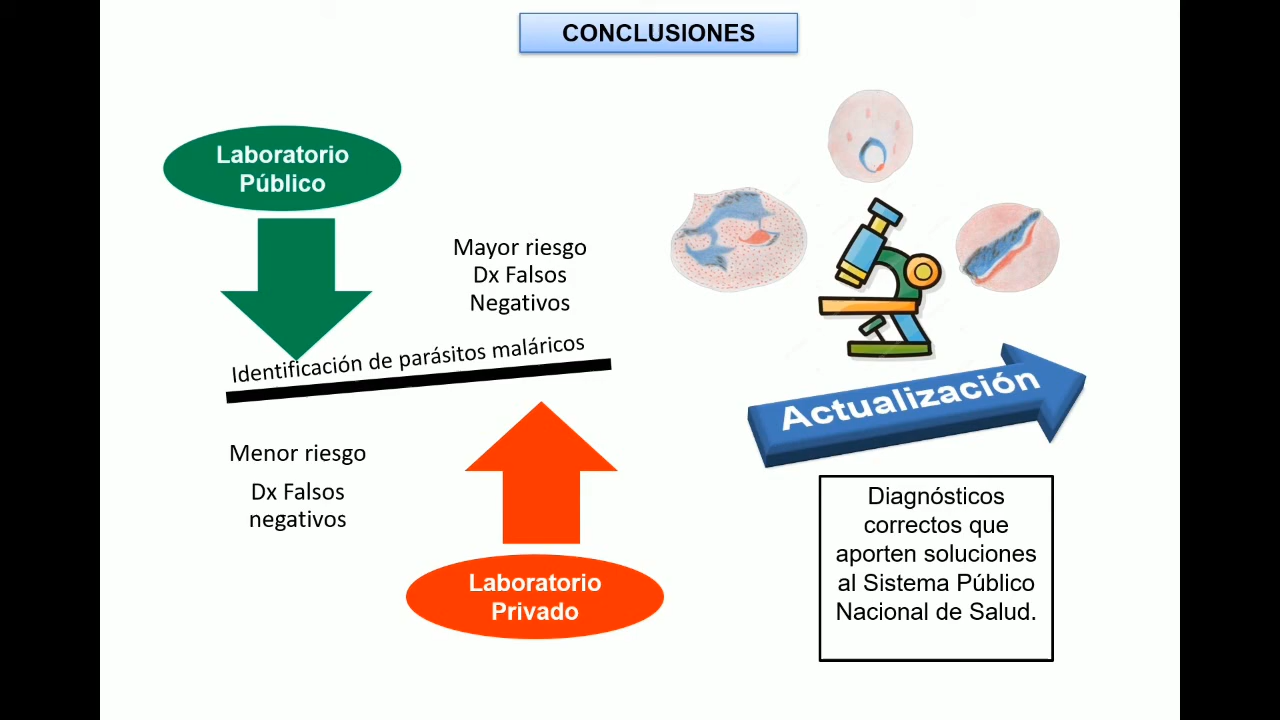 CONCLUSIONES
Laboratorio
Público
Mayor riesgo
Dx Falsos
Negativos
Identificación de parásitos maláricos
Menor riesgo
Dx Falsos
negativos
Laboratorio
Privado
Actualización
Diagnósticos
correctos que
aporten soluciones
al Sistema Público
Nacional de Salud.